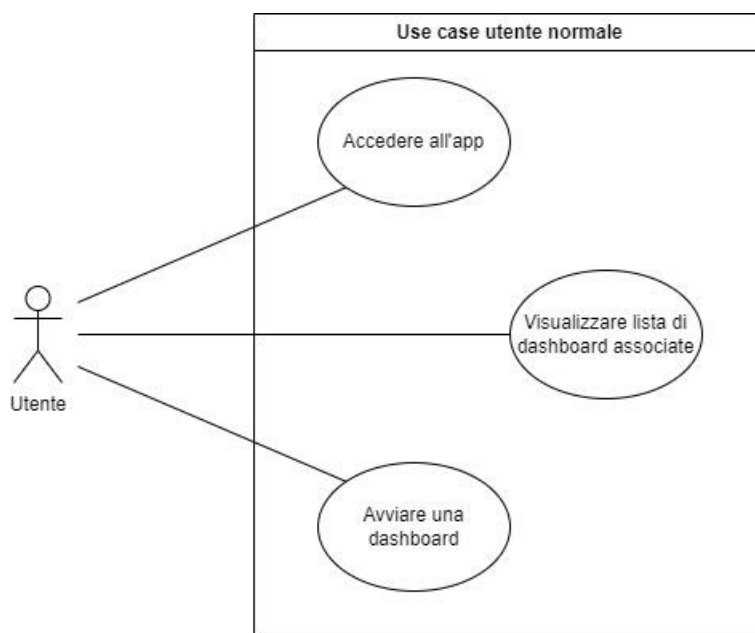 Use case utente normale
Accedere all'app
Visualizzare lista di
dashboard associate
Utente
Avviare una
dashboard